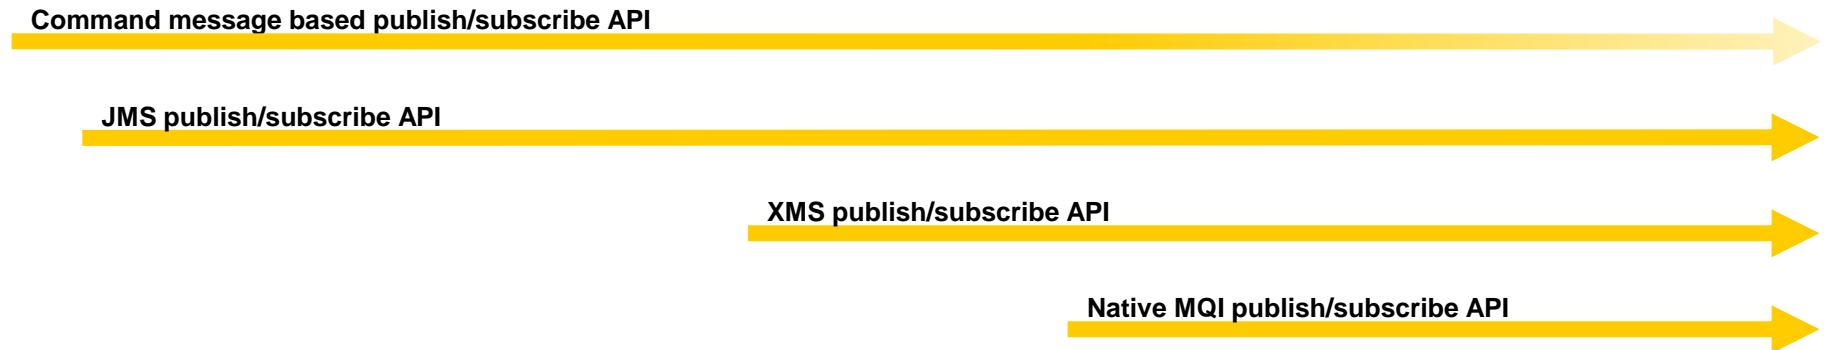 Command message based publish/subscribe API
JMS publish/subscribe API
XMS publish/subscribe API
Native MQI publish/subscribe API